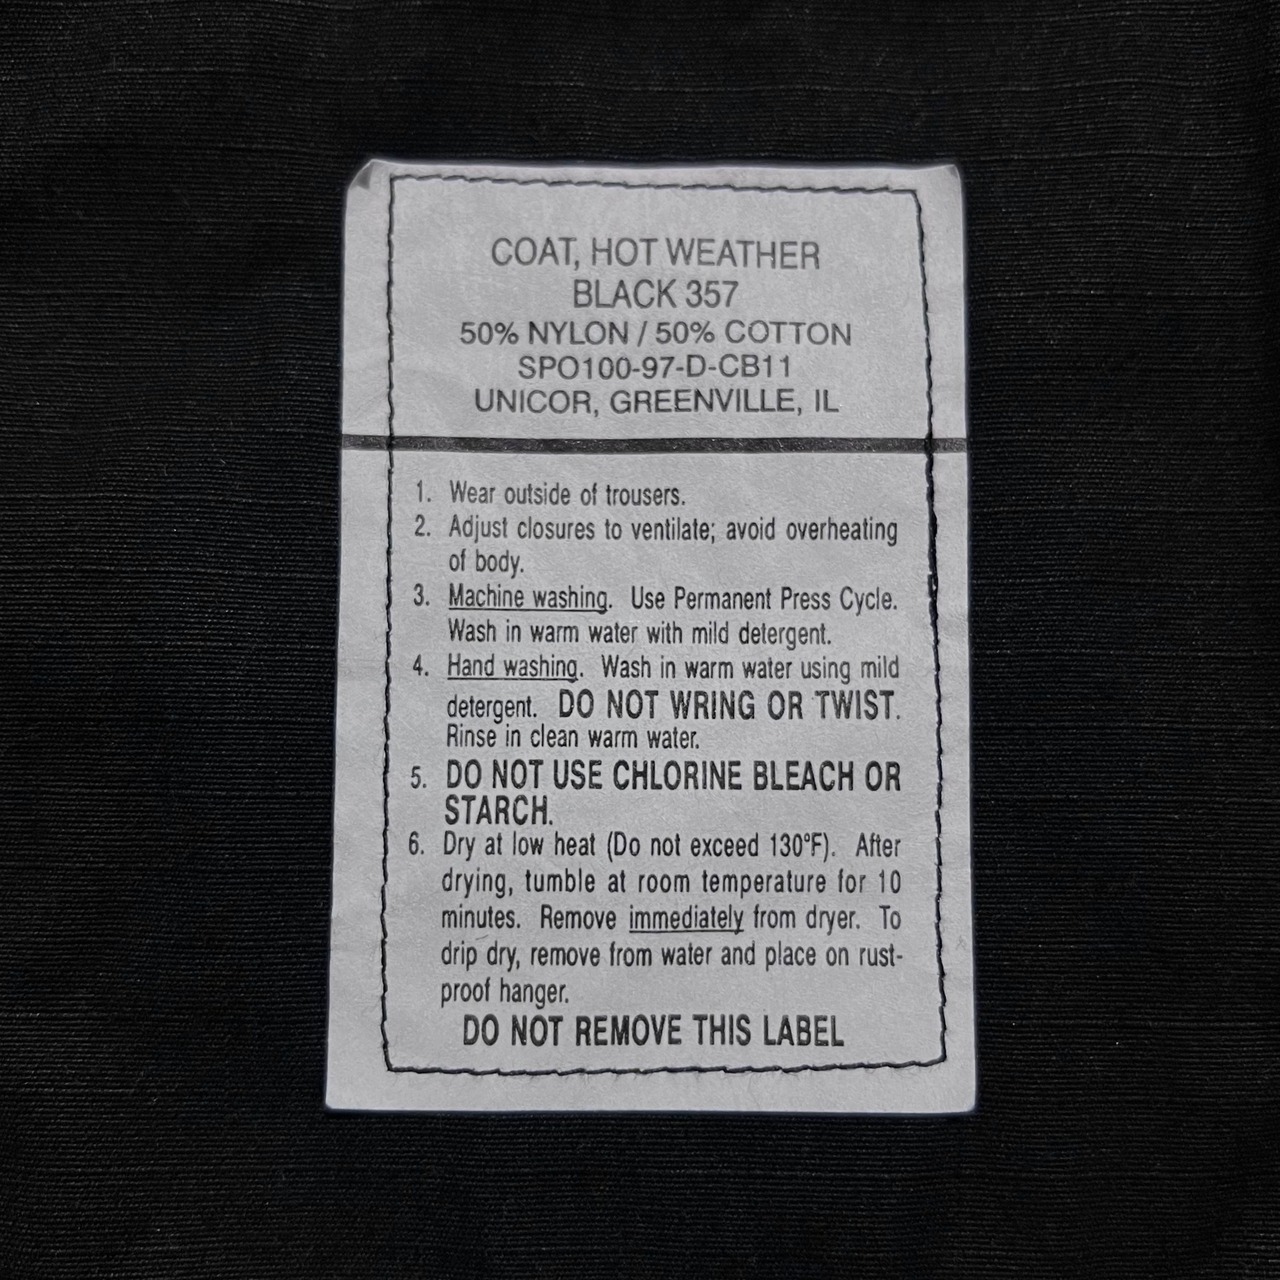 COAT, HOT WEATHER
BLACK 357
50% NYLON / 50% COTTON
SPO100-97-D-CB11
UNICOR, GREENVILLE, IL
1. Wear outside of trousers.
2. Adjust closures to ventilate; avoid overheating
of body.
3. Machine washing. Use Permanent Press Cycle.
Wash in warm water with mild detergent.
4. Hand washing. Wash in warm water using mild
detergent. DO NOT WRING OR TWIST.
Rinse in clean warm water.
5. DO NOT USE CHLORINE BLEACH OR
STARCH.
6. Dry at low heat (Do not exceed 130°F). After
drying, tumble at room temperature for 10
minutes. Remove immediately from dryer. To
drip dry, remove from water and place on rust-
proof hanger.
DO NOT REMOVE THIS LABEL